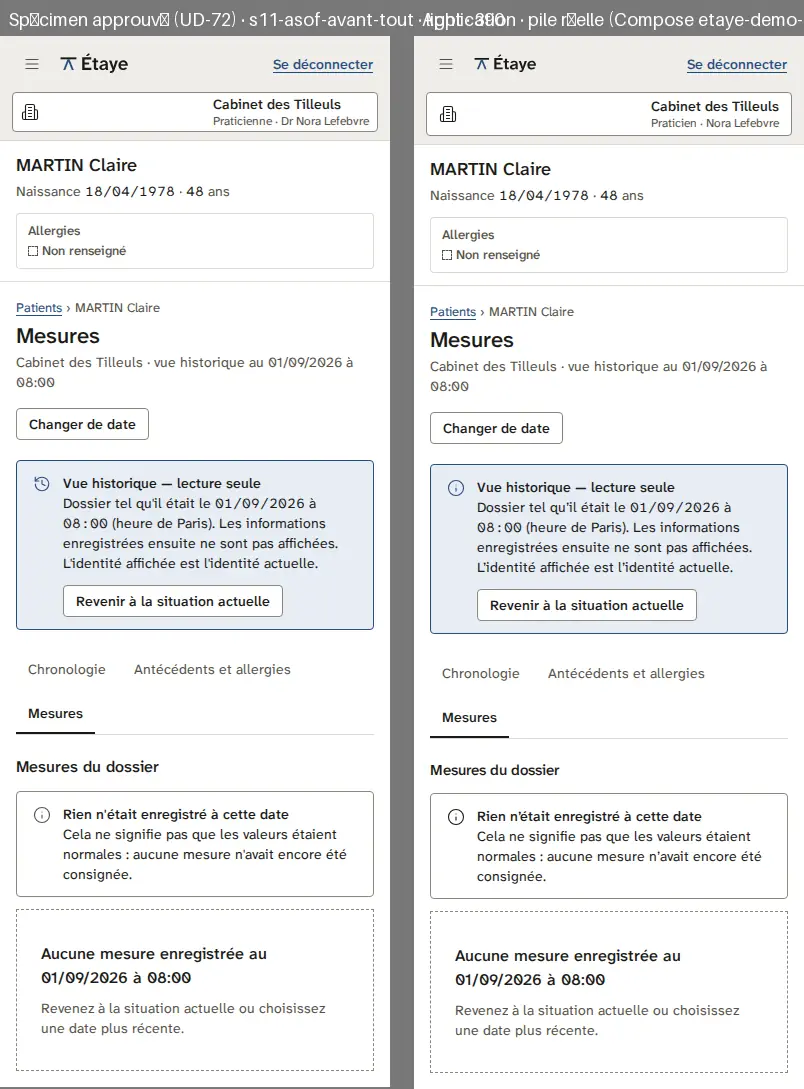 Sp�cimen approuv� (UD-72) · s11-asof-avant-tout ·
Application · pile r�elle (Compose etaye-demo-
Étaye
Se déconnecter
Cabinet des Tilleuls
Praticienne · Dr Nora Lefebvre
MARTIN Claire
Naissance 18/04/1978 · 48 ans
Allergies
Non renseigné
Patients › MARTIN Claire
Mesures
Cabinet des Tilleuls · vue historique au 01/09/2026 à
08:00
Changer de date
Vue historique — lecture seule
Dossier tel qu'il était le 01/09/2026 à
08:00 (heure de Paris). Les informations
enregistrées ensuite ne sont pas affichées.
L'identité affichée est l'identité actuelle.
Revenir à la situation actuelle
Chronologie Antécédents et allergies
Mesures
Mesures du dossier
Rien n'était enregistré à cette date
Cela ne signifie pas que les valeurs étaient
normales : aucune mesure n'avait encore été
consignée.
Aucune mesure enregistrée au
01/09/2026 à 08:00
Revenez à la situation actuelle ou choisissez
une date plus récente.
Étaye
Se déconnecter
Cabinet des Tilleuls
Praticien · Nora Lefebvre
MARTIN Claire
Naissance 18/04/1978 · 48 ans
Allergies
Non renseigné
Patients › MARTIN Claire
Mesures
Cabinet des Tilleuls · vue historique au 01/09/2026 à
08:00
Changer de date
Vue historique — lecture seule
Dossier tel qu’il était le 01/09/2026 à
08:00 (heure de Paris). Les informations
enregistrées ensuite ne sont pas affichées.
L’identité affichée est l’identité actuelle.
Revenir à la situation actuelle
Chronologie Antécédents et allergies
Mesures
Mesures du dossier
Rien n’était enregistré à cette date
Cela ne signifie pas que les valeurs étaient
normales : aucune mesure n’avait encore été
consignée.
Aucune mesure enregistrée au
01/09/2026 à 08:00
Revenez à la situation actuelle ou choisissez
une date plus récente.